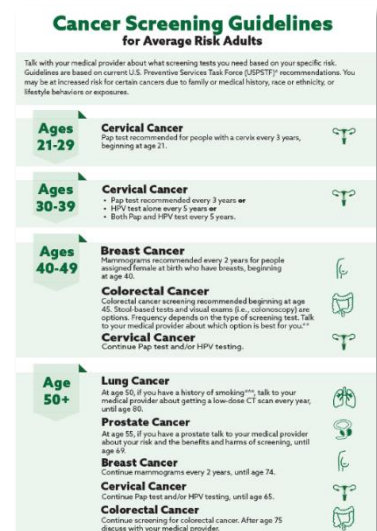 Cancer Screening Guidelines
for Average Risk Adults
Talk with your medical provider about what screening tests you need based on your specific risk.
Guidelines are based on current U.S. Preventive Services Task Force (USPSTF)* recommendations. You
may be at increased risk for certain cancers due to family or medical history, race or ethnicity, or
lifestyle behaviors or exposures.
Ages
21-29
Cervical Cancer
Pap test recommended for people with a cervix every 3 years,
beginning at age 21.
Ages
30-39
Cervical Cancer
• Pap test recommended every 3 years or
• HPV test alone every 5 years or
• Both Pap and HPV test every 5 years.
Ages
40-49
Breast Cancer
Mammograms recommended every 2 years for people
assigned female at birth who have breasts, beginning
at age 40.
Colorectal Cancer
Colorectal cancer screening recommended beginning at age
45. Stool-based tests and visual exams (i.e., colonoscopy) are
options. Frequency depends on the type of screening test. Talk
to your medical provider about which option is best for you.**
Cervical Cancer
Continue Pap test and/or HPV testing.
Age
50+
Lung Cancer
At age 50, if you have a history of smoking***, talk to your
medical provider about getting a low-dose CT scan every year,
until age 80.
Prostate Cancer
At age 55, if you have a prostate talk to your medical provider
about your risk and the benefits and harms of screening, until
age 69.
Breast Cancer
Continue mammograms every 2 years, until age 74.
Cervical Cancer
Continue Pap test and/or HPV testing, until age 65.
Colorectal Cancer
Continue screening for colorectal cancer. After age 75
discuss with your medical provider.